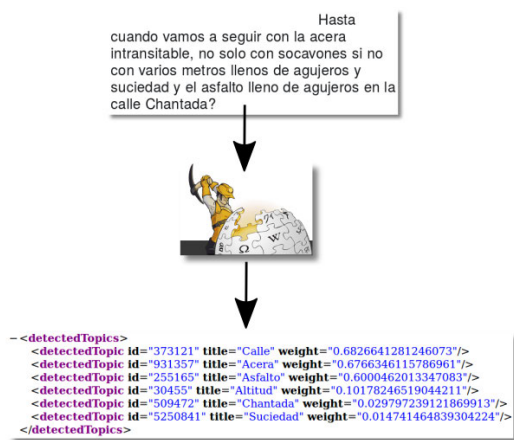 Hasta
cuando vamos a seguir con la acera
intransitable, no solo con socavones si no
con varios metros llenos de agujeros y
suciedad y el asfalto lleno de agujeros en la
calle Chantada?
Ω W
−<detectedTopics>
<detectedTopic id="373121" title="Calle" weight="0.6826641281246073"/>
<detectedTopic id="931357" title="Acera" weight="0.6766346115786961"/>
<detectedTopic id="255165" title="Asfalto" weight="0.6000462013347083"/>
<detectedTopic id="30455" title="Altitud" weight="0.10178246519044211"/>
<detectedTopic id="509472" title="Chantada" weight="0.029797239121869913"/>
<detectedTopic id="5250841" title="Suciedad" weight="0.014741464839304224"/>
</detectedTopics>